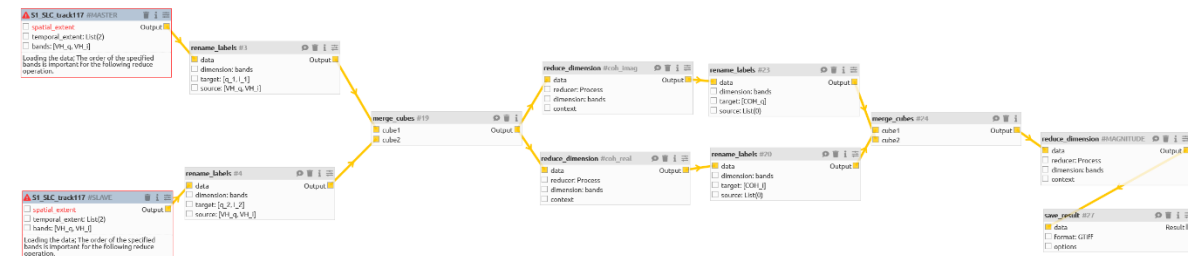 S1_SLC_track117 #MASTER
spatial_extent
Output
temporal_extent: List(2)
bands: [VH_q, VH_i]
Loading the data; The order of the specified
bands is important for the following reduce
operation.
rename_labels #3
data
Output
dimension: bands
target: [q_1, i_1]
source: [VH_q, VH_i]
S1_SLC_track117 #SLAVE
spatial_extent
Output
temporal_extent: List(2)
bands: [VH_q, VH_i]
Loading the data; The order of the specified
bands is important for the following reduce
operation.
rename_labels #4
data
Output
dimension: bands
target: [q_2, i_2]
source: [VH_q, VH_i]
merge_cubes #19
cube1
Output
cube2
reduce_dimension #coh_imag
data
Output
reducer: Process
dimension: bands
context
reduce_dimension #coh_real
data
Output
reducer: Process
dimension: bands
context
rename_labels #23
data
Output
dimension: bands
target: [COH_q]
source: List(0)
rename_labels #20
data
Output
dimension: bands
target: [COH_i]
source: List(0)
merge_cubes #24
cube1
Output
cube2
reduce_dimension #MAGNITUDE
data
Output
reducer: Process
dimension: bands
context
save_result #27
data
Result
format: GTiff
options